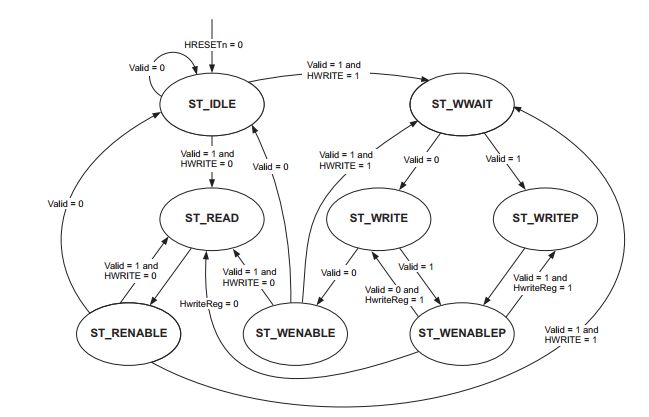 HRESETn = 0
Valid = 0
Valid = 1 and
HWRITE = 1
ST_IDLE
ST_WWAIT
Valid = 1 and
HWRITE = 0
Valid = 0
Valid = 1 and
HWRITE = 1
Valid = 0
Valid = 1
Valid = 0
ST_READ
ST_WRITE
ST_WRITEP
Valid = 1 and
HWRITE = 0
Valid = 1 and
HWRITE = 0
Valid = 0
Valid = 1
Valid = 1 and
HwriteReg = 1
Valid = 0 and
HwriteReg = 1
HwriteReg = 0
ST_RENABLE
ST_WENABLE
ST_WENABLEP
Valid = 1 and
HWRITE = 1